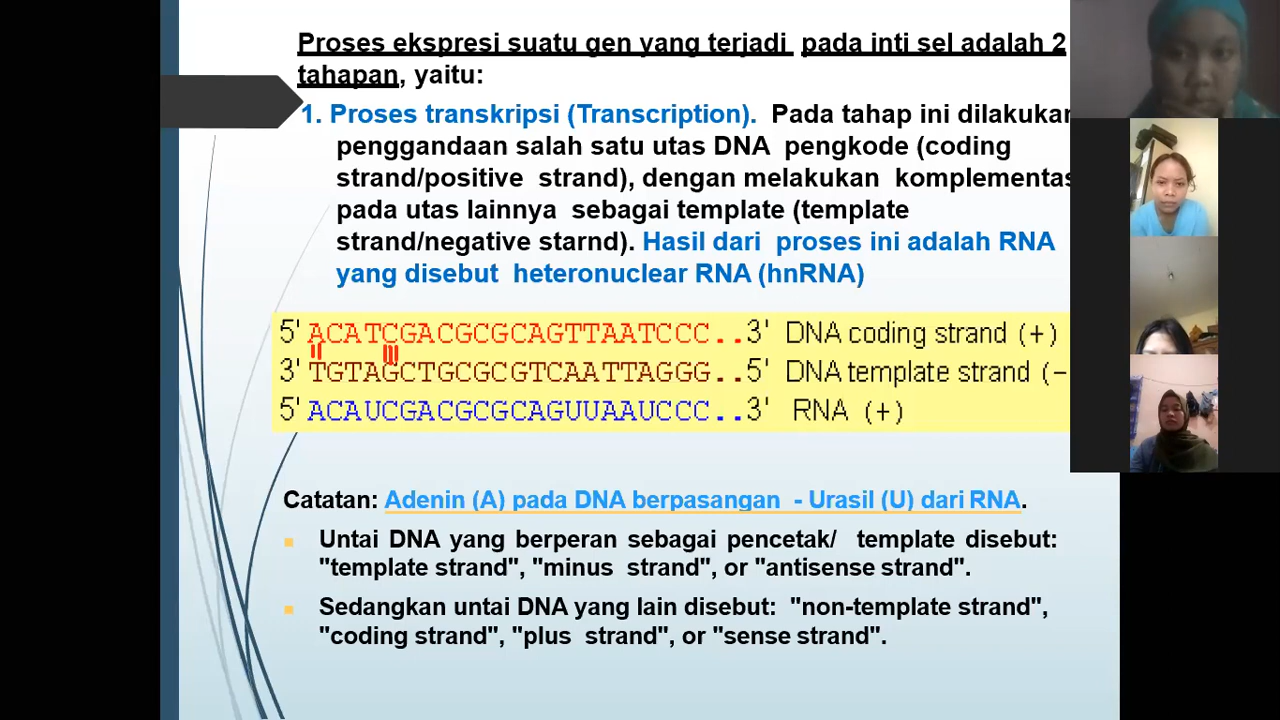 Proses ekspresi suatu gen yang terjadi pada inti sel adalah 2
tahapan, yaitu:
1. Proses transkripsi (Transcription). Pada tahap ini dilakukan
penggandaan salah satu utas DNA pengkode (coding
strand/positive strand), dengan melakukan komplementas
pada utas lainnya sebagai template (template
strand/negative starnd). Hasil dari proses ini adalah RNA
yang disebut heteronuclear RNA (hnRNA)
5' ACATCGACGCGCAGTTAATCCC..3' DNA coding strand (+)
3' TGTAGCTGCGCGTCAATTAGGG..5' DNA template strand (−
5' ACAUCGACGCGCAGUUAAUCCC..3' RNA (+)
Catatan: Adenin (A) pada DNA berpasangan - Urasil (U) dari RNA.
Untai DNA yang berperan sebagai pencetak/ template disebut:
"template strand", "minus strand", or "antisense strand".
Sedangkan untai DNA yang lain disebut: "non-template strand",
"coding strand", "plus strand", or "sense strand".